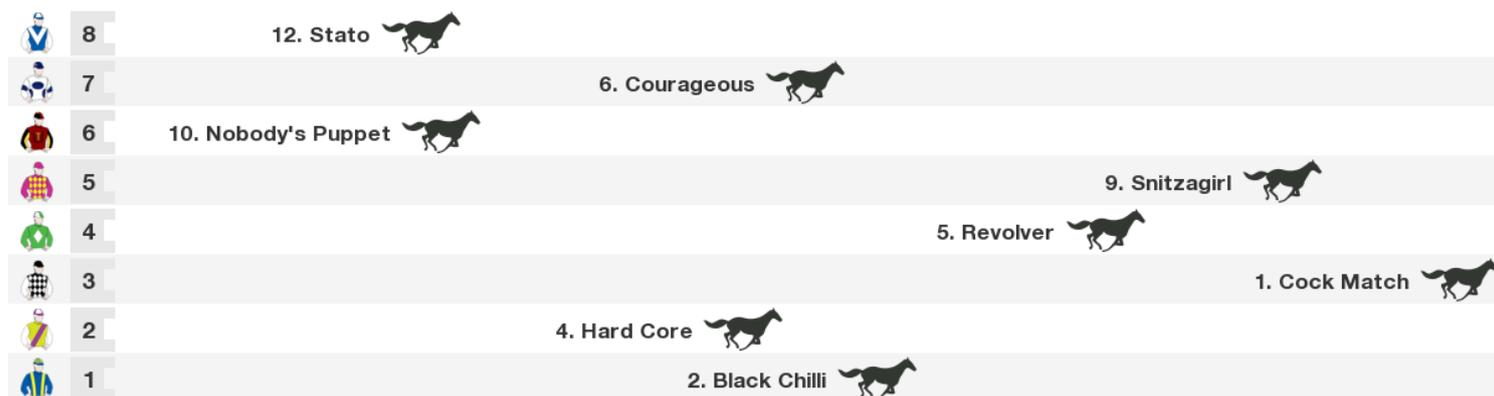 8 12. Stato
7 6. Courageous
6 10. Nobody's Puppet
5 9. Snitzagirl
4 5. Revolver
3 1. Cock Match
2 4. Hard Core
1 2. Black Chilli